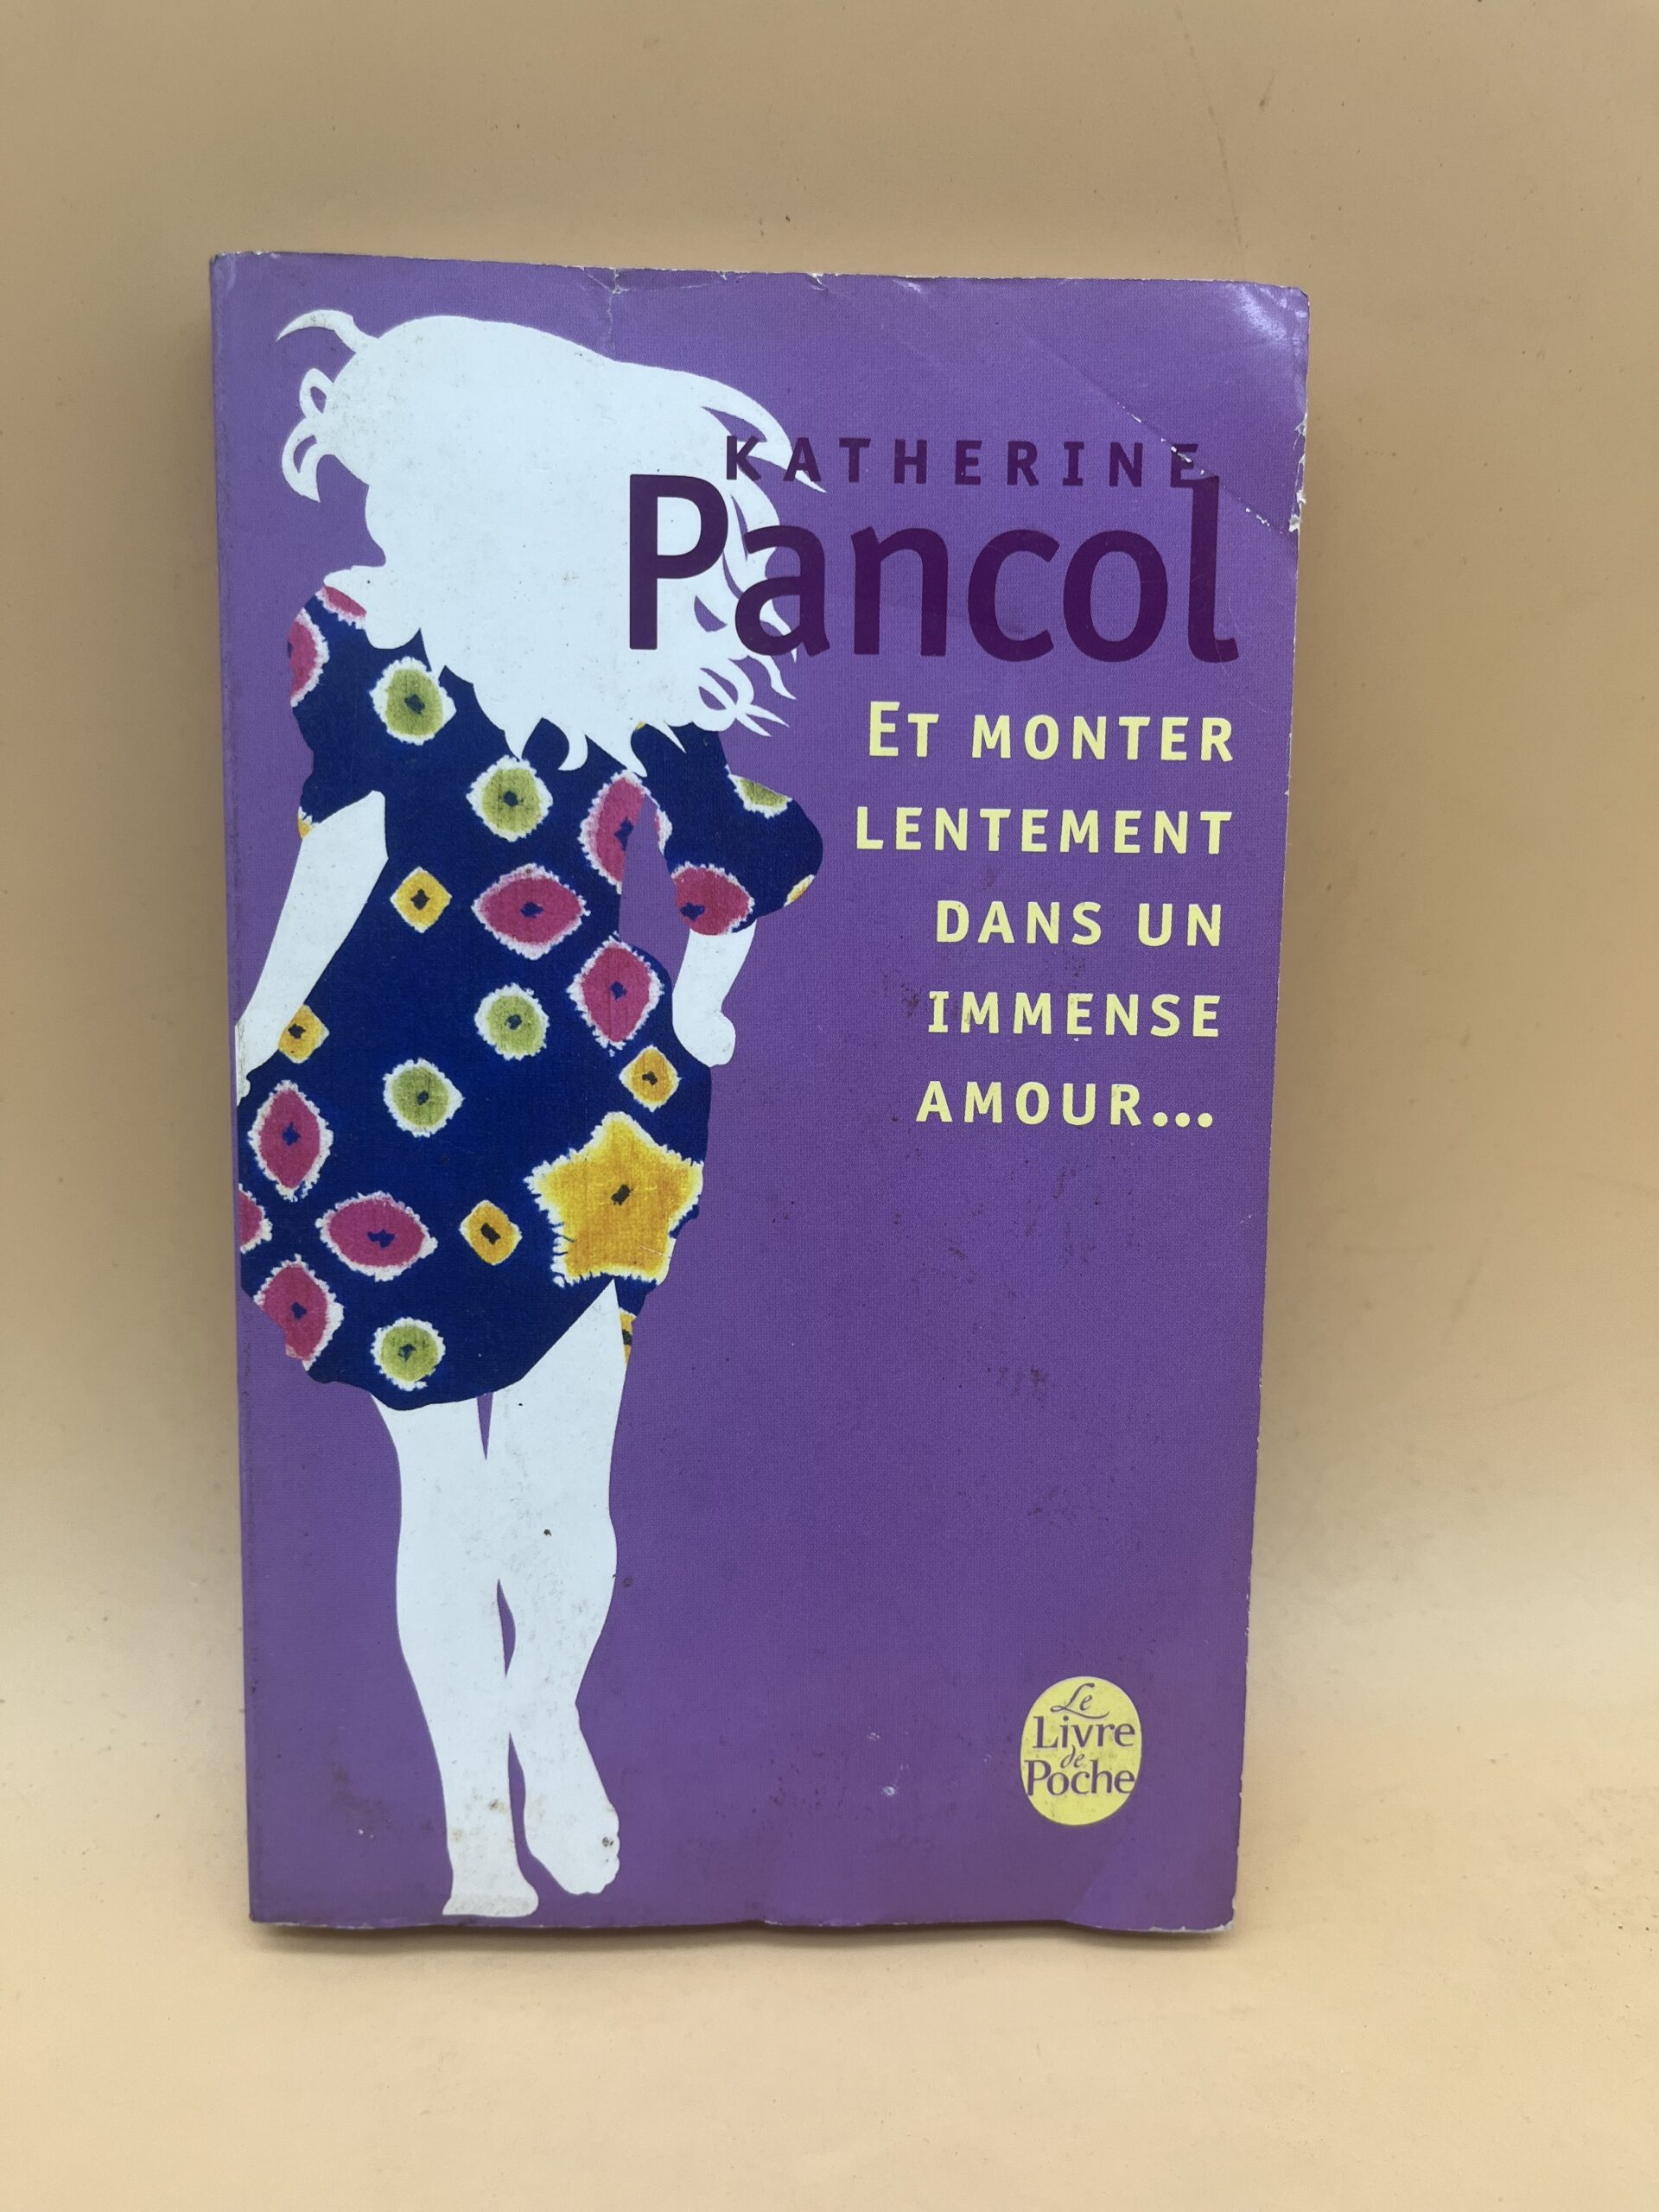 KATHERINE
Pancol
ET MONTER
LENTEMENT
DANS UN
IMMENSE
AMOUR...
Le
Livre
de
Poche